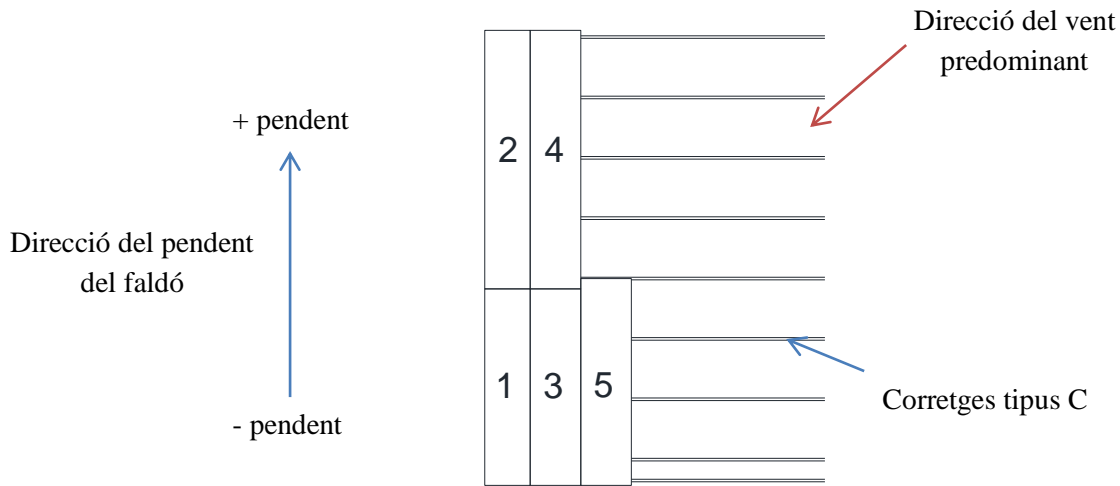 Direcció del vent
predominant
+ pendent
2 4
Direcció del pendent
del faldó
1 3 5
Corretges tipus C
- pendent